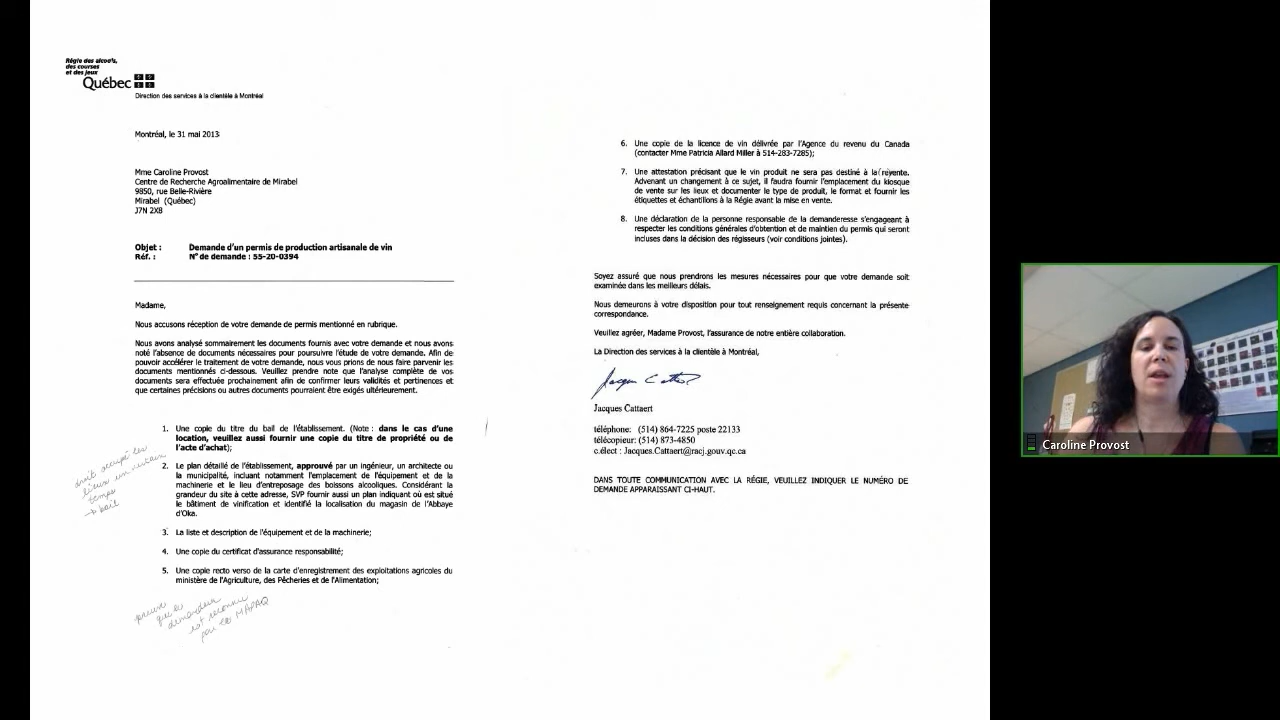 Régie des alcools,
des courses
et des jeux
Québec
Direction des services à la clientèle à Montréal
Montréal, le 31 mai 2013
Mme Caroline Provost
Centre de Recherche Agroalimentaire de Mirabel
9850, rue Belle-Rivière
Mirabel (Québec)
J7N 2X8
Objet : Demande d'un permis de production artisanale de vin
Réf. : N° de demande : 55-20-0394
Madame,
Nous accusons réception de votre demande de permis mentionné en rubrique.
Nous avons analysé sommairement les documents fournis avec votre demande et nous avons
noté l'absence de documents nécessaires pour poursuivre l'étude de votre demande. Afin de
pouvoir accélérer le traitement de votre demande, nous vous prions de nous faire parvenir les
documents mentionnés ci-dessous. Veuillez prendre note que l'analyse complète de vos
documents sera effectuée prochainement afin de confirmer leurs validités et pertinences et
que certaines précisions ou autres documents pourraient être exigés ultérieurement.
1. Une copie du titre du bail de l'établissement. (Note : dans le cas d'une
location, veuillez aussi fournir une copie du titre de propriété ou de
l'acte d'achat);
2. Le plan détaillé de l'établissement, approuvé par un ingénieur, un architecte ou
la municipalité, incluant notamment l'emplacement de l'équipement et de la
machinerie et le lieu d'entreposage des boissons alcooliques. Considérant la
grandeur du site à cette adresse, SVP fournir aussi un plan indiquant où est situé
le bâtiment de vinification et identifié la localisation du magasin de l'Abbaye
d'Oka.
3. La liste et description de l'équipement et de la machinerie;
4. Une copie du certificat d'assurance responsabilité;
5. Une copie recto verso de la carte d'enregistrement des exploitations agricoles du
ministère de l'Agriculture, des Pêcheries et de l'Alimentation;
droit occupé les
lieux un certain
temps
→ bail
preuve
que le
demandeur
est reconnu
par le MAPAQ
6. Une copie de la licence de vin délivrée par l'Agence du revenu du Canada
(contacter Mme Patricia Allard Miller à 514-283-7285);
7. Une attestation précisant que le vin produit ne sera pas destiné à la revente.
Advenant un changement à ce sujet, il faudra fournir l'emplacement du kiosque
de vente sur les lieux et documenter le type de produit, le format et fournir les
étiquettes et échantillons à la Régie avant la mise en vente.
8. Une déclaration de la personne responsable de la demanderesse s'engageant à
respecter les conditions générales d'obtention et de maintien du permis qui seront
incluses dans la décision des régisseurs (voir conditions jointes).
Soyez assuré que nous prendrons les mesures nécessaires pour que votre demande soit
examinée dans les meilleurs délais.
Nous demeurons à votre disposition pour tout renseignement requis concernant la présente
correspondance.
Veuillez agréer, Madame Provost, l'assurance de notre entière collaboration.
La Direction des services à la clientèle à Montréal,
Jacques Cattaert
téléphone: (514) 864-7225 poste 22133
télécopieur: (514) 873-4850
c.élect : Jacques.Cattaert@racj.gouv.qc.ca
DANS TOUTE COMMUNICATION AVEC LA RÉGIE, VEUILLEZ INDIQUER LE NUMÉRO DE
DEMANDE APPARAISSANT CI-HAUT.
Caroline Provost